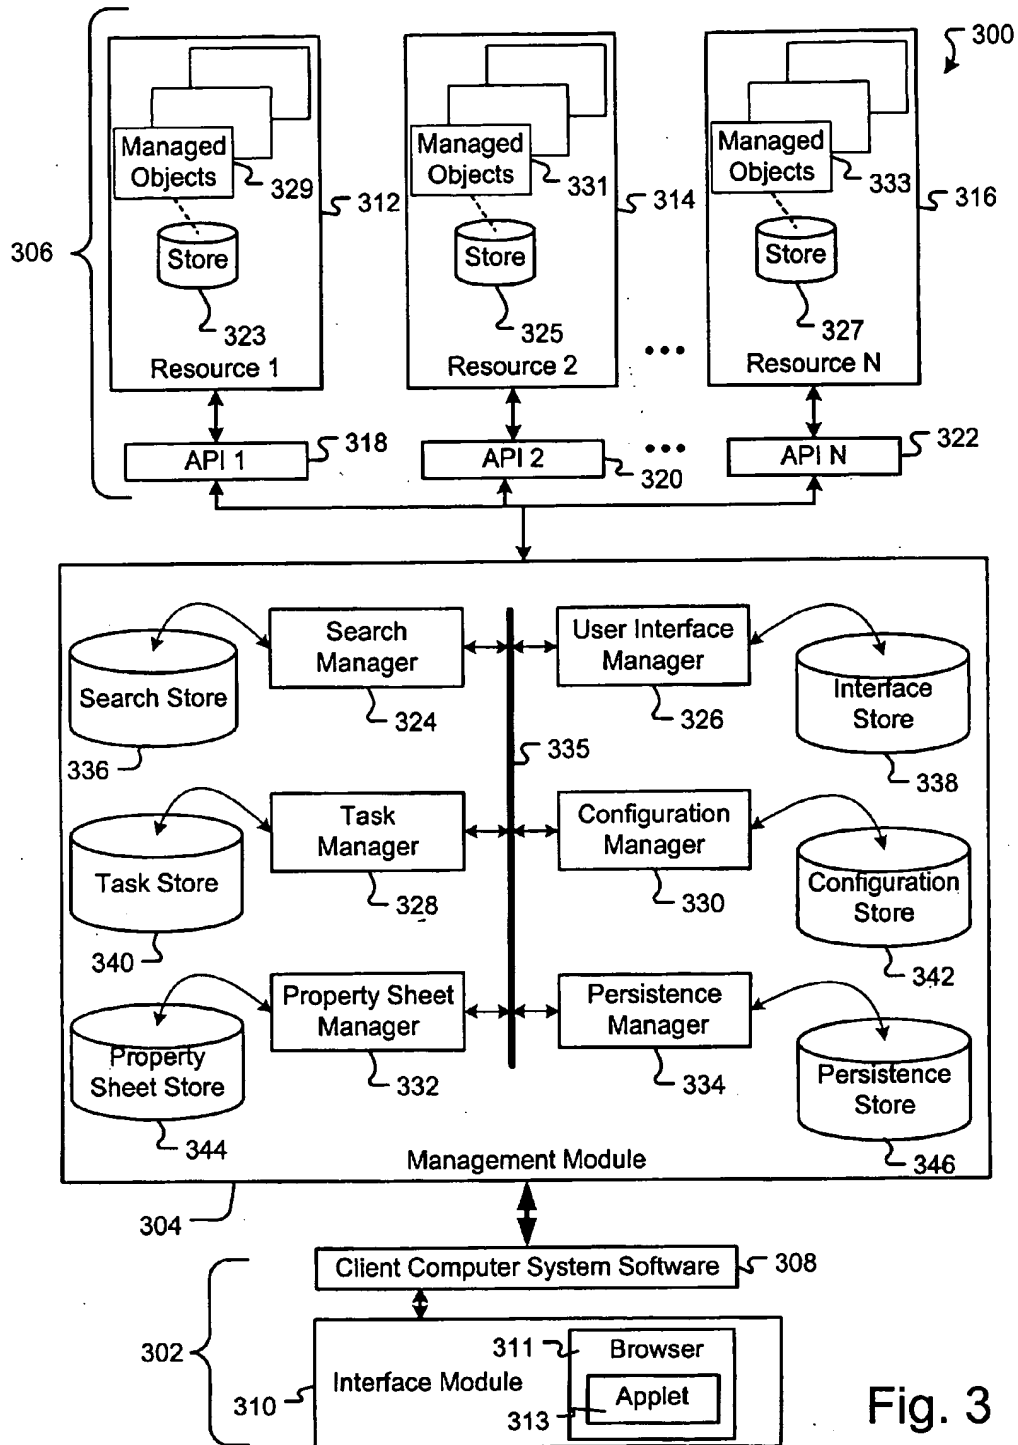 300
306
Managed
Objects
329
312
Store
323
Resource 1
Managed
Objects
331
314
Store
325
Resource 2
Managed
Objects
333
316
Store
327
Resource N
API 1
318
API 2
320
API N
322
Search
Manager
324
User Interface
Manager
326
Search Store
336
335
Interface
Store
338
Task
Manager
328
Configuration
Manager
330
Task Store
340
Configuration
Store
342
Property Sheet
Manager
332
Persistence
Manager
334
Property
Sheet Store
344
Persistence
Store
346
Management Module
304
Client Computer System Software
308
302
310
Interface Module
311
Browser
Applet
313
Fig. 3